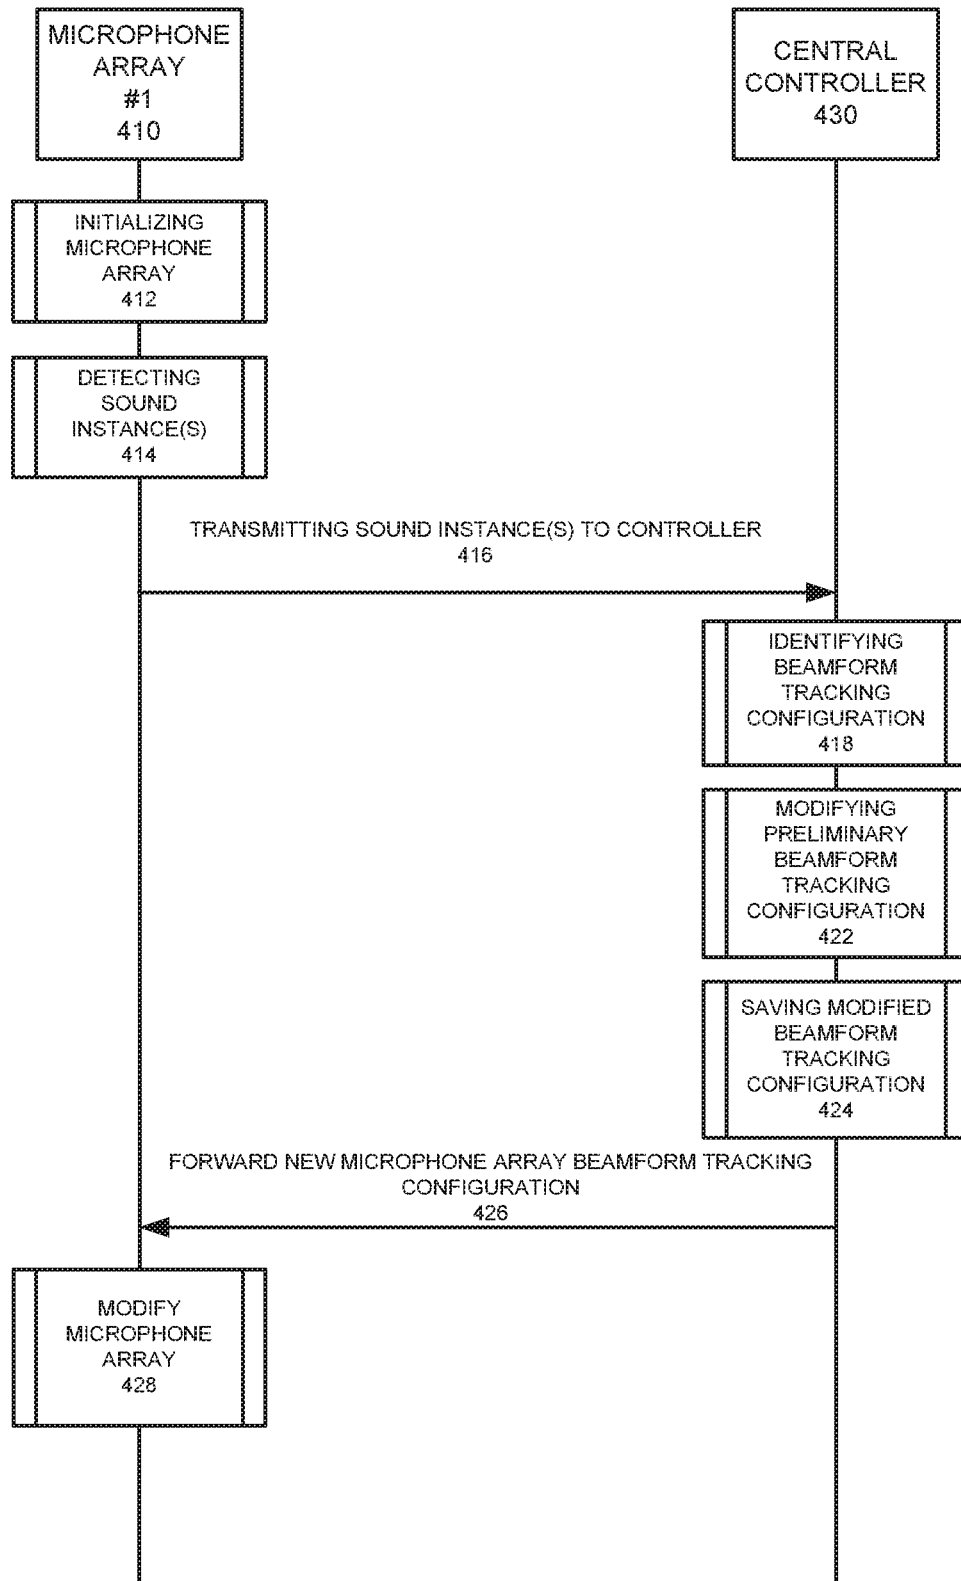 MICROPHONE
ARRAY
#1
410
CENTRAL
CONTROLLER
430
INITIALIZING
MICROPHONE
ARRAY
412
DETECTING
SOUND
INSTANCE(S)
414
TRANSMITTING SOUND INSTANCE(S) TO CONTROLLER
416
IDENTIFYING
BEAMFORM
TRACKING
CONFIGURATION
418
MODIFYING
PRELIMINARY
BEAMFORM
TRACKING
CONFIGURATION
422
SAVING MODIFIED
BEAMFORM
TRACKING
CONFIGURATION
424
FORWARD NEW MICROPHONE ARRAY BEAMFORM TRACKING
CONFIGURATION
426
MODIFY
MICROPHONE
ARRAY
428